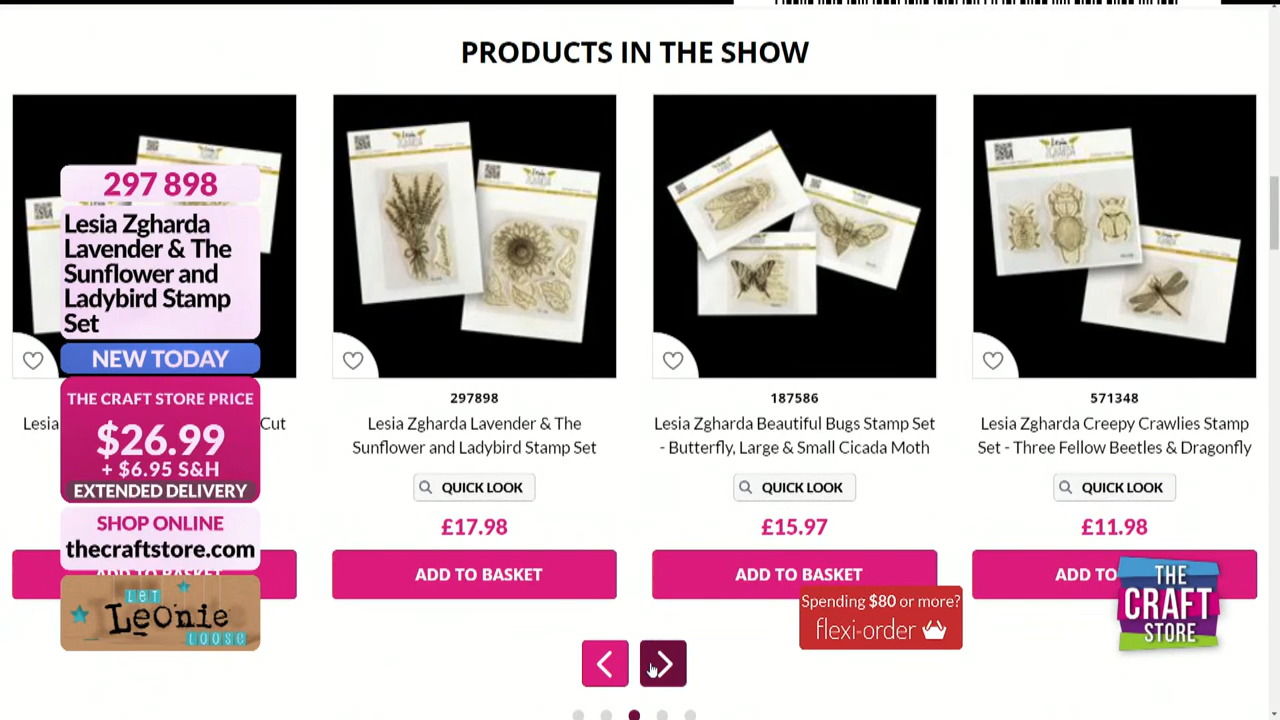 PRODUCTS IN THE SHOW
297 898
Lesia Zgharda
Lavender & The
Sunflower and
Ladybird Stamp
Set
NEW TODAY
THE CRAFT STORE PRICE
$26.99
+ $6.95 S&H
EXTENDED DELIVERY
SHOP ONLINE
thecraftstore.com
LET
Leonie
LOOSE
Lesia
Cut
ADD TO BASKET
297898
Lesia Zgharda Lavender & The
Sunflower and Ladybird Stamp Set
QUICK LOOK
£17.98
ADD TO BASKET
187586
Lesia Zgharda Beautiful Bugs Stamp Set
- Butterfly, Large & Small Cicada Moth
QUICK LOOK
£15.97
ADD TO BASKET
571348
Lesia Zgharda Creepy Crawlies Stamp
Set - Three Fellow Beetles & Dragonfly
QUICK LOOK
£11.98
ADD TO
Spending $80 or more?
flexi-order
THE
CRAFT
STORE